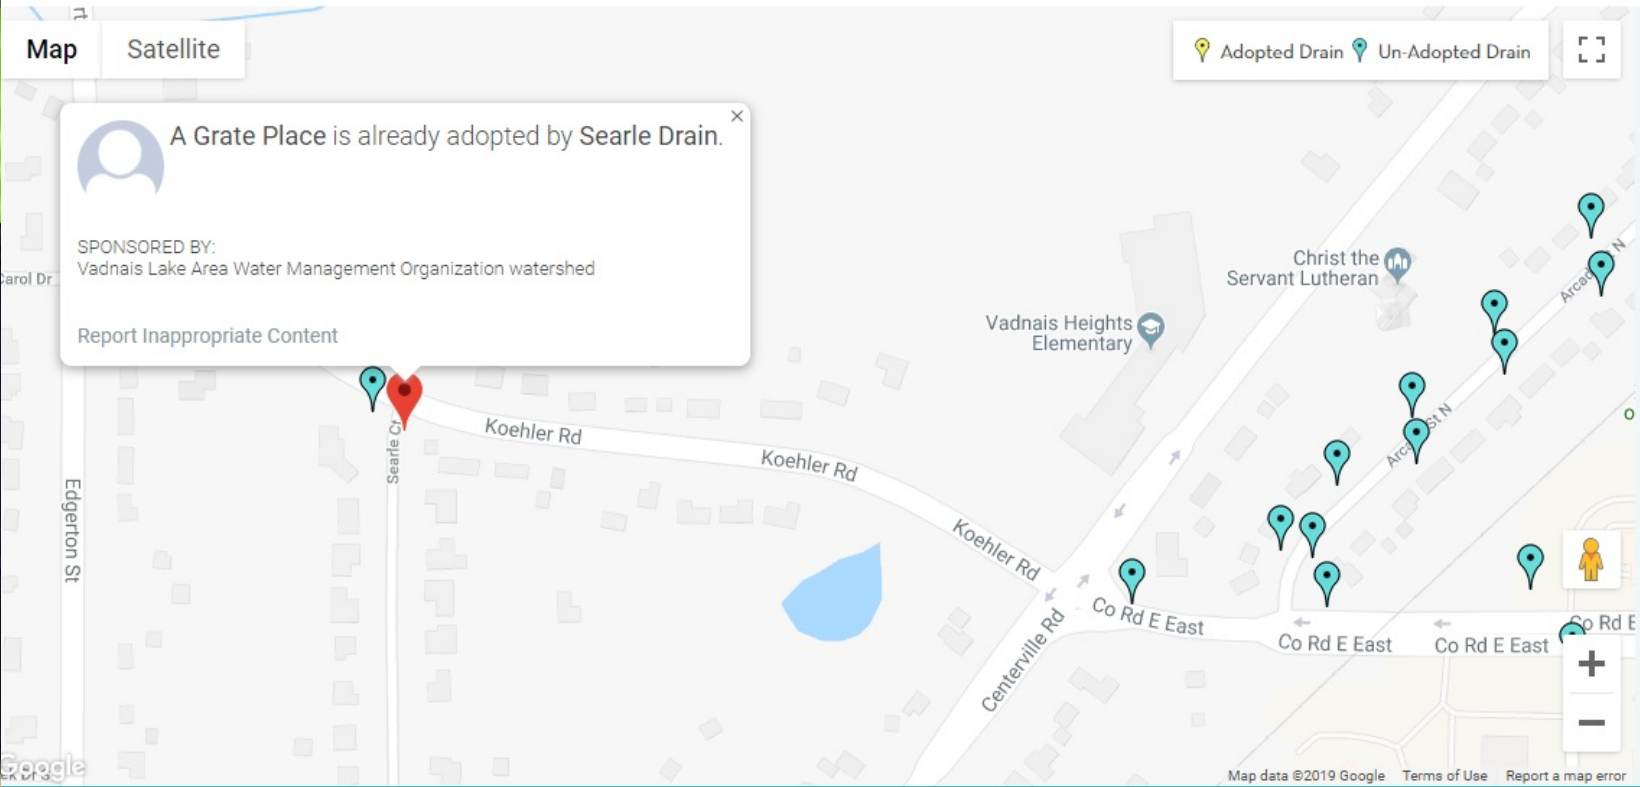 Map
Satellite
Adopted Drain
Un-Adopted Drain
A Grate Place is already adopted by Searle Drain.
SPONSORED BY:
Vadnais Lake Area Water Management Organization watershed
Report Inappropriate Content
Carol Dr
Edgerton St
Searle Ct
Koehler Rd
Koehler Rd
Koehler Rd
Vadnais Heights
Elementary
Christ the
Servant Lutheran
Arcade St N
Centerville Rd
Co Rd E East
Co Rd E East
Co Rd E East
Co Rd E
Google
Map data ©2019 Google
Terms of Use
Report a map error